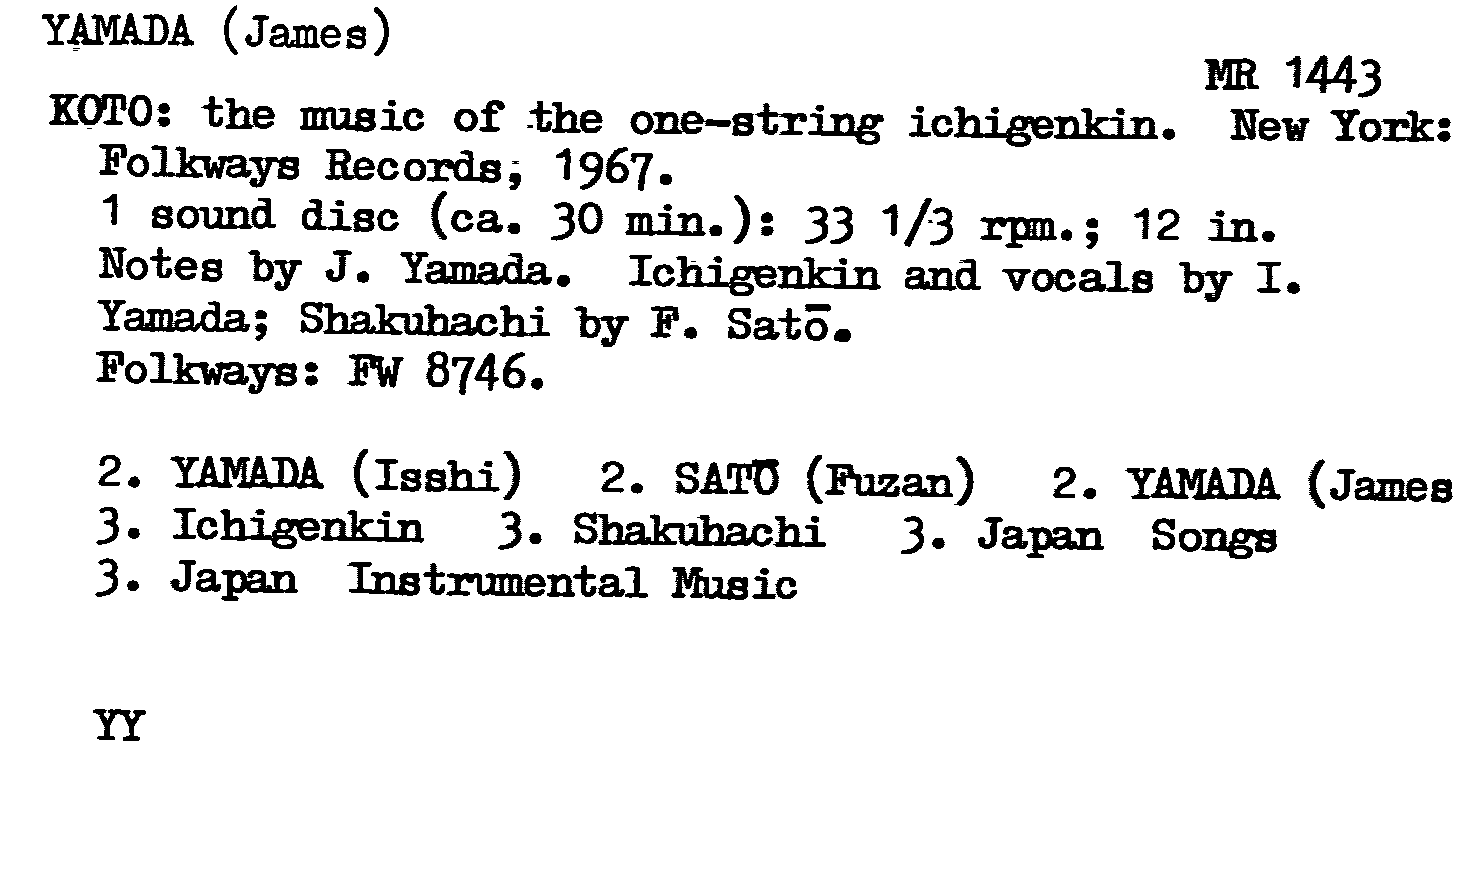 YAMADA (James)
MR 1443
KOTO: the music of the one-string ichigenkin. New York:
Folkways Records, 1967.
1 sound disc (ca. 30 min.): 33 1/3 rpm.; 12 in.
Notes by J. Yamada. Ichigenkin and vocals by I.
Yamada; Shakuhachi by F. Satō.
Folkways: FW 8746.
2. YAMADA (Isshi) 2. SATŌ (Fuzan) 2. YAMADA (James
3. Ichigenkin 3. Shakuhachi 3. Japan Songs
3. Japan Instrumental Music
YY